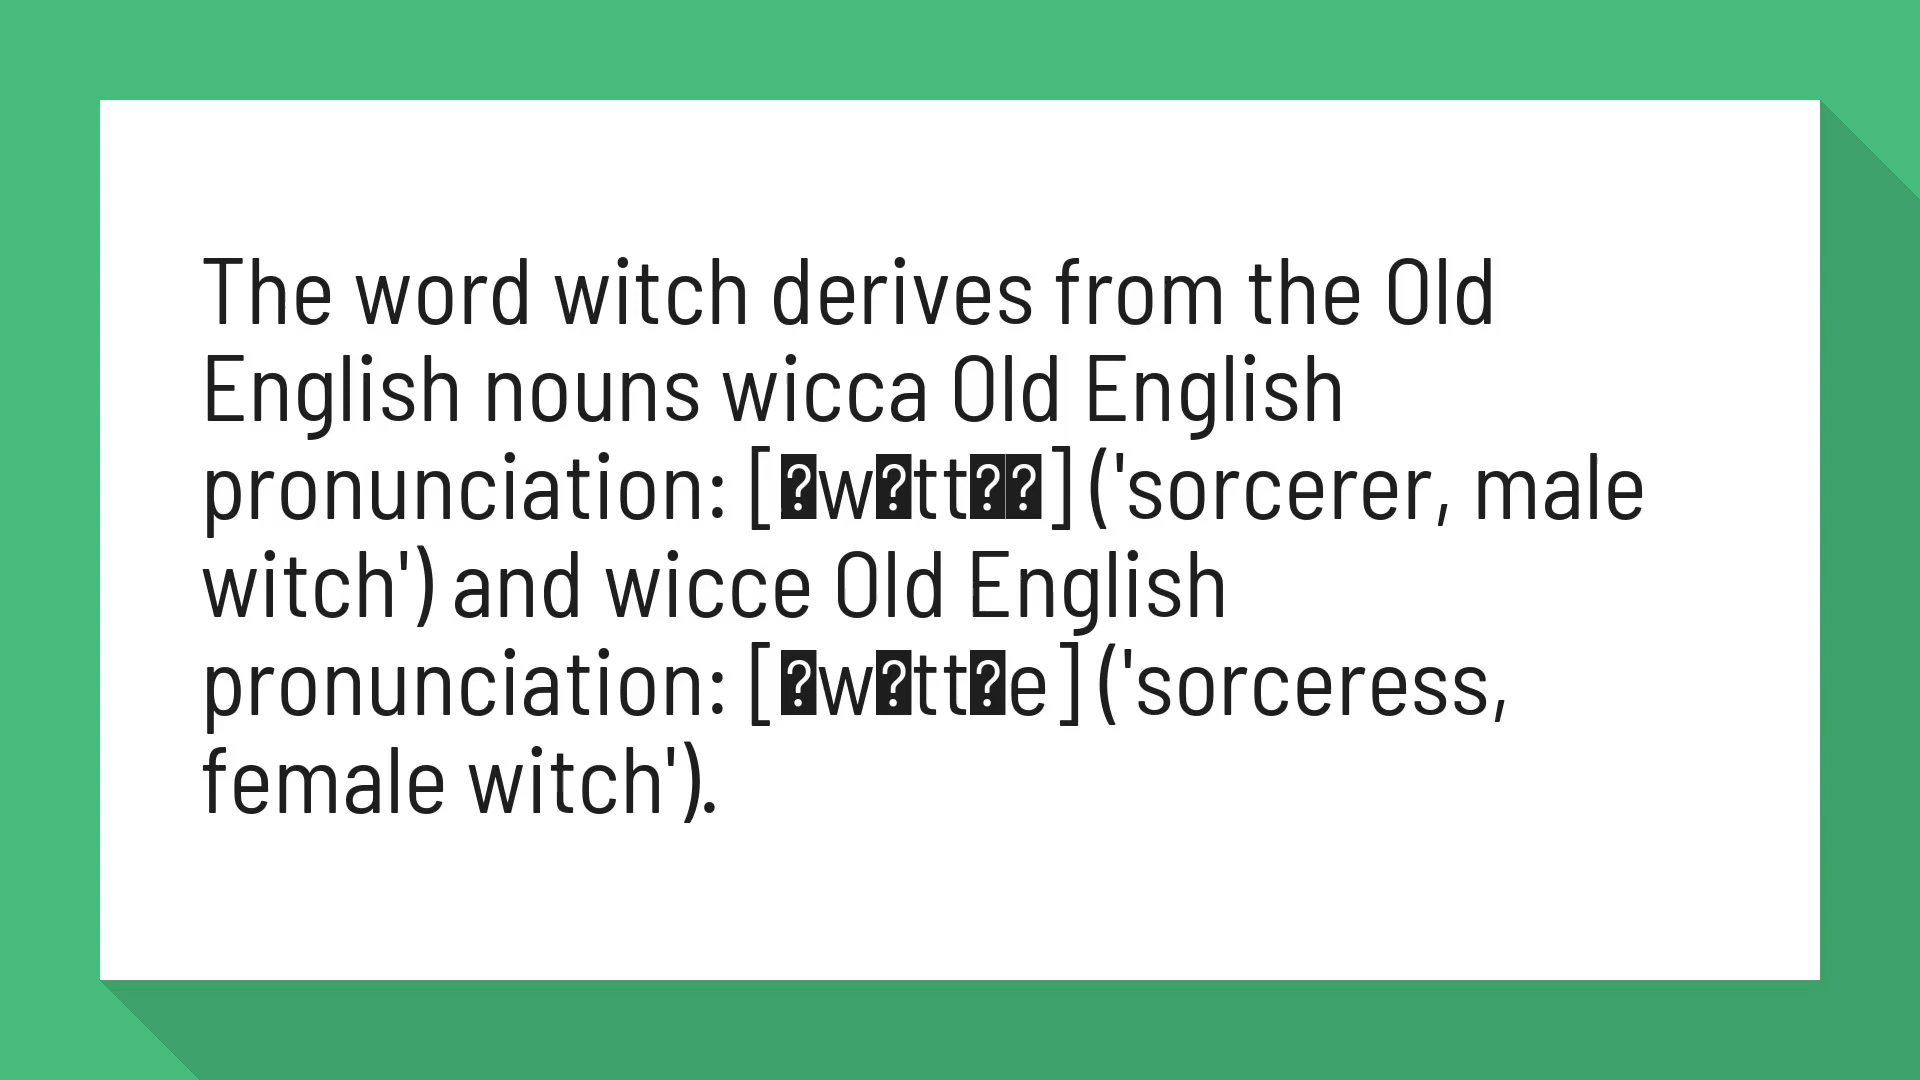 The word witch derives from the Old
English nouns wicca Old English
pronunciation: [�w�tt��] ('sorcerer, male
witch') and wicce Old English
pronunciation: [�w�tt�e] ('sorceress,
female witch').